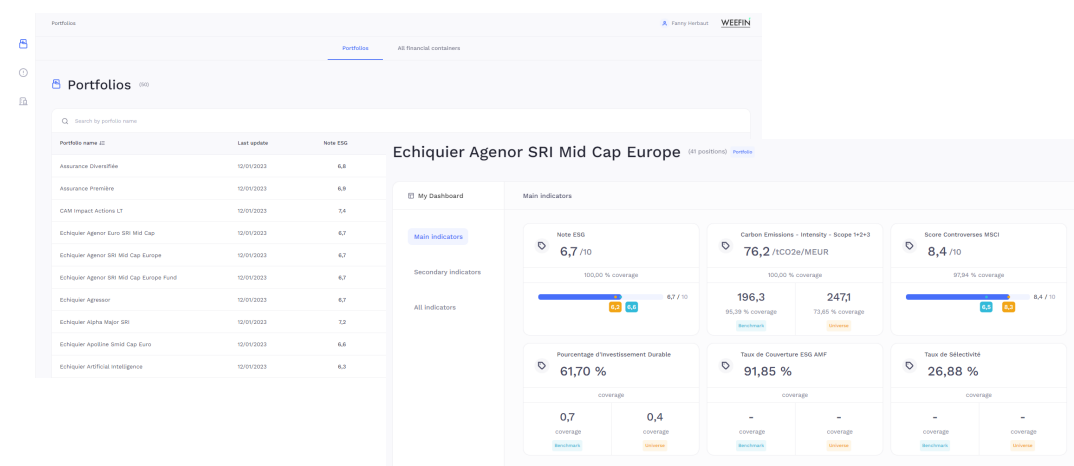 Portfolios
Fanny Herbaut
WEEFIN
Portfolios
All financial containers
Portfolios (50)
Search by porfolio name
Portfolio name
Last update
Note ESG
Assurance Diversifiée 12/01/2023 6,8
Assurance Première 12/01/2023 6,9
CAM Impact Actions LT 12/01/2023 7,4
Echiquier Agenor Euro SRI Mid Cap 12/01/2023 6,7
Echiquier Agenor SRI Mid Cap Europe 12/01/2023 6,7
Echiquier Agenor SRI Mid Cap Europe Fund 12/01/2023 6,7
Echiquier Agressor 12/01/2023 6,7
Echiquier Alpha Major SRI 12/01/2023 7,2
Echiquier Apolline Smid Cap Euro 12/01/2023 6,6
Echiquier Artificial Intelligence 12/01/2023 6,3
Echiquier Agenor SRI Mid Cap Europe (41 positions) Portfolio
My Dashboard
Main indicators
Secondary indicators
All indicators
Main indicators
Note ESG
6,7 /10
100,00 % coverage
6,7 / 10
6,3 6,6
Carbon Emissions - Intensity - Scope 1+2+3
76,2 /tCO2e/MEUR
100,00 % coverage
196,3 247,1
95,39 % coverage 73,65 % coverage
Benchmark Universe
Score Controverses MSCI
8,4 /10
97,94 % coverage
8,4 / 10
6,5 8,3
Pourcentage d'Investissement Durable
61,70 %
coverage
0,7 0,4
coverage coverage
Benchmark Universe
Taux de Couverture ESG AMF
91,85 %
coverage
- -
coverage coverage
Benchmark Universe
Taux de Sélectivité
26,88 %
coverage
- -
coverage coverage
Benchmark Universe